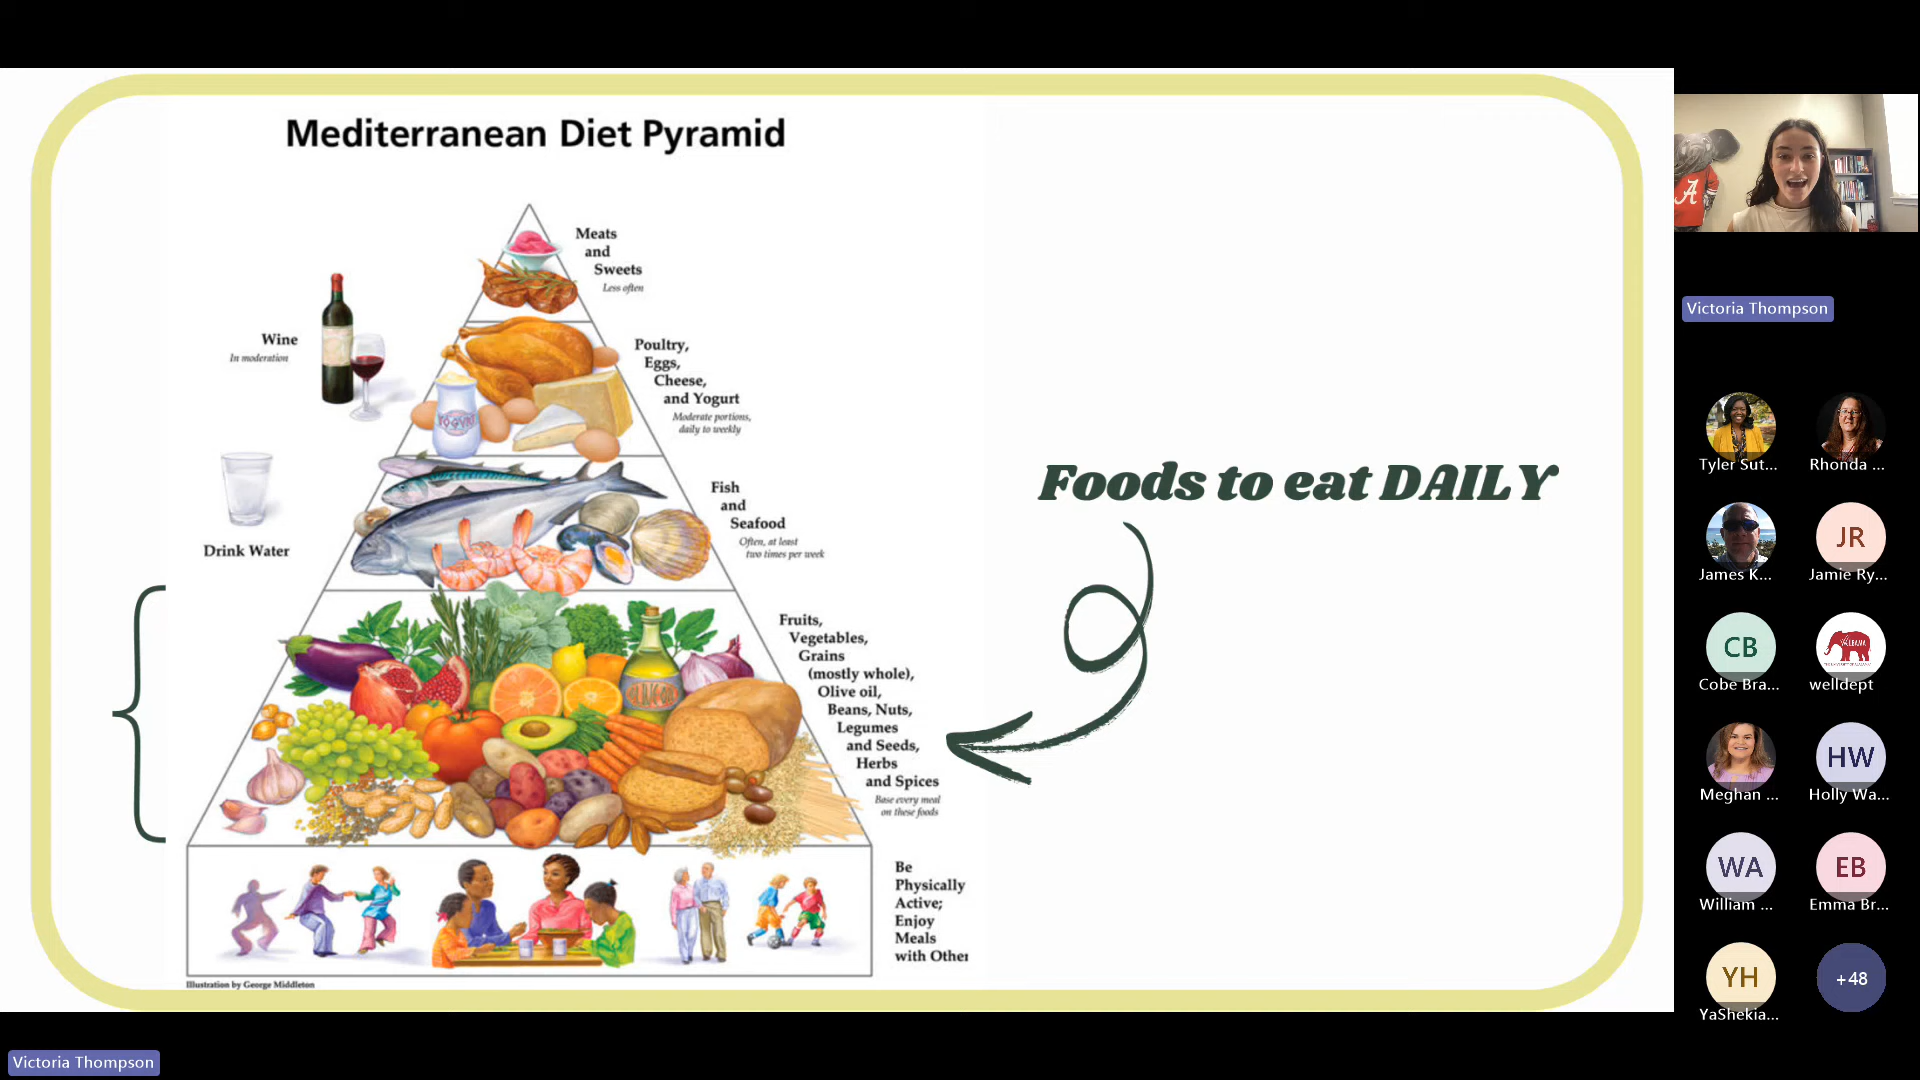 Mediterranean Diet Pyramid
Meats
and
Sweets
Less often
Wine
In moderation
Poultry,
Eggs,
Cheese,
and Yogurt
Moderate portions,
daily to weekly
YOGURT
Fish
and
Seafood
Often, at least
two times per week
Drink Water
Foods to eat DAILY
Fruits,
Vegetables,
Grains
(mostly whole),
Olive oil,
Beans, Nuts,
Legumes
and Seeds,
Herbs
and Spices
Base every meal
on these foods
OLIVE OIL
Be
Physically
Active;
Enjoy
Meals
with Other
Illustration by George Middleton
A
Victoria Thompson
Tyler Sut...
Rhonda ...
James K...
JR
Jamie Ry...
CB
Cobe Bra...
welldept
Meghan ...
HW
Holly Wa...
WA
William ...
EB
Emma Br...
YH
YaShekia...
+48
Victoria Thompson